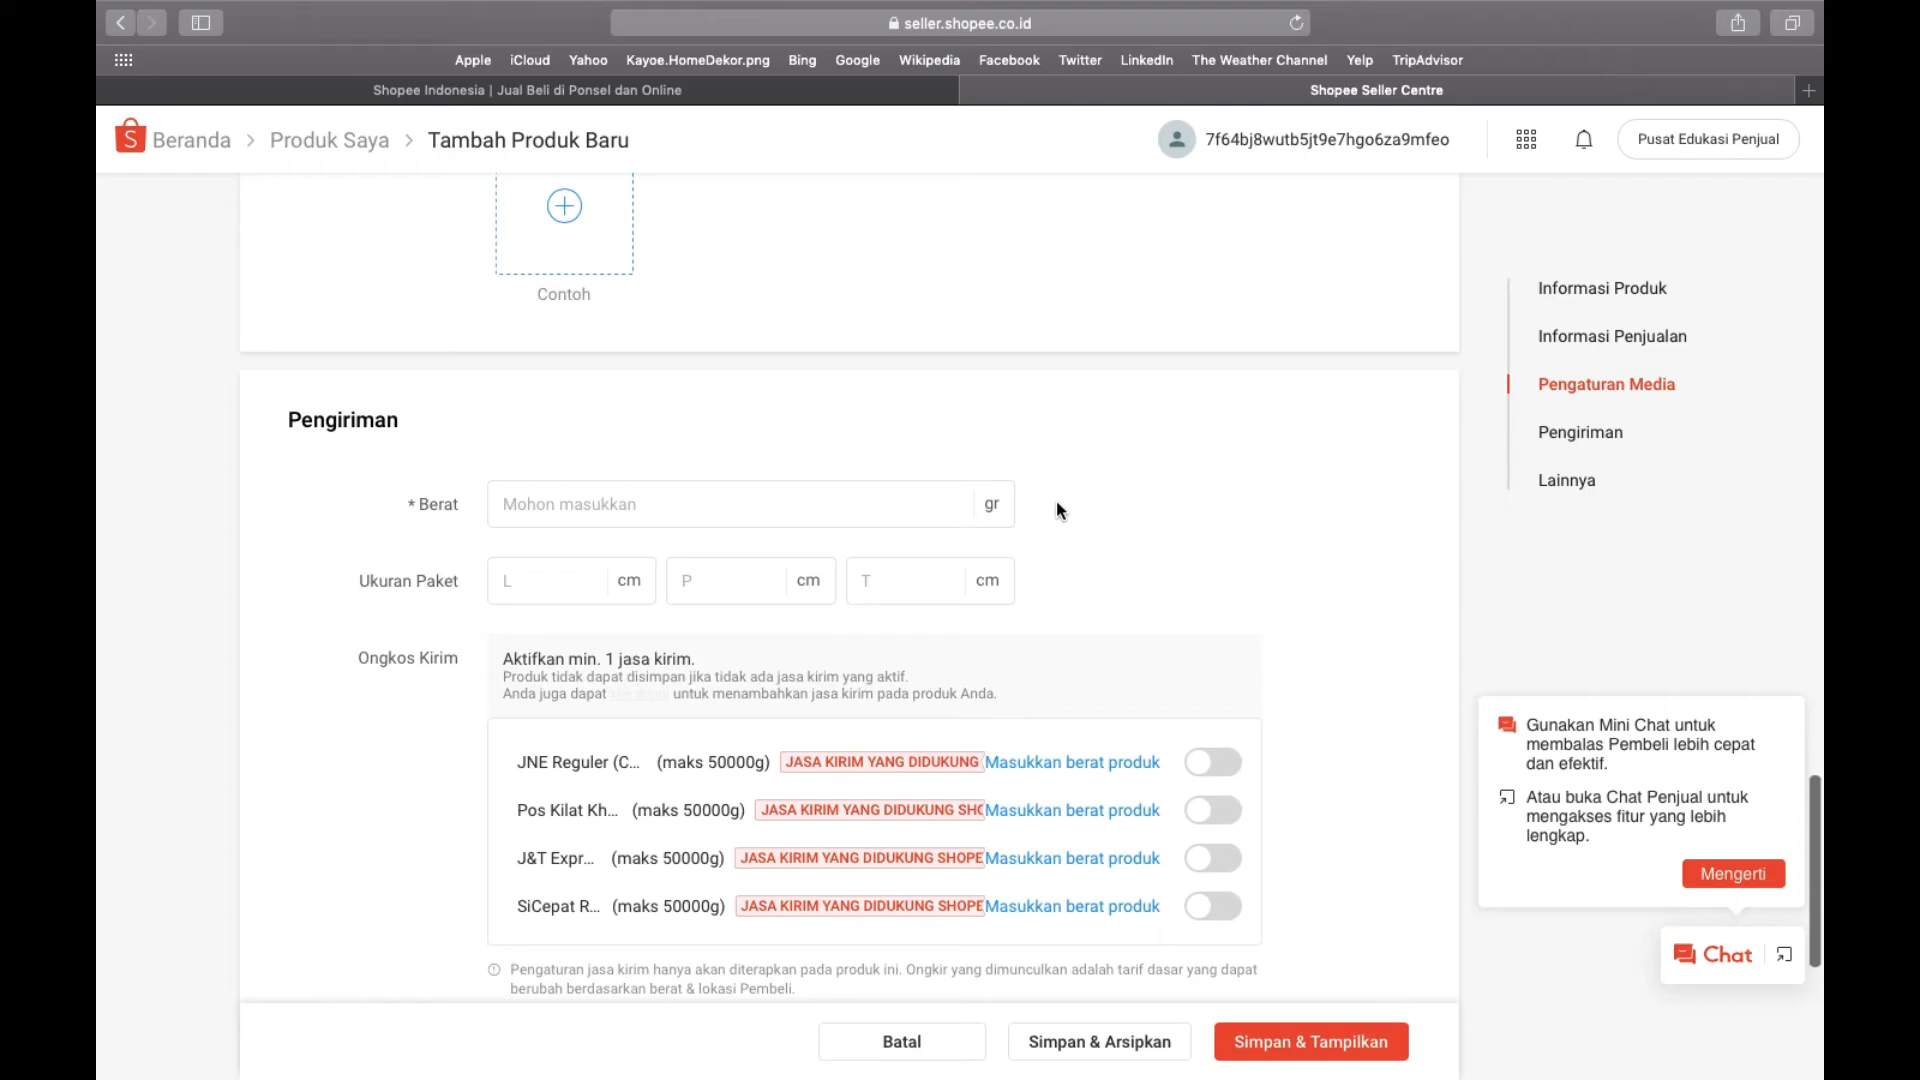 seller.shopee.co.id
Apple iCloud Yahoo Kayoe.HomeDekor.png Bing Google Wikipedia Facebook Twitter LinkedIn The Weather Channel Yelp TripAdvisor
Shopee Indonesia | Jual Beli di Ponsel dan Online Shopee Seller Centre
Beranda > Produk Saya > Tambah Produk Baru 7f64bj8wutb5jt9e7hgo6za9mfeo Pusat Edukasi Penjual
Contoh
Pengiriman
* Berat Mohon masukkan gr
Ukuran Paket L cm P cm T cm
Ongkos Kirim
Aktifkan min. 1 jasa kirim.
Produk tidak dapat disimpan jika tidak ada jasa kirim yang aktif.
Anda juga dapat untuk menambahkan jasa kirim pada produk Anda.
JNE Reguler (C... (maks 50000g) JASA KIRIM YANG DIDUKUNG Masukkan berat produk
Pos Kilat Kh... (maks 50000g) JASA KIRIM YANG DIDUKUNG SHO Masukkan berat produk
J&T Expr... (maks 50000g) JASA KIRIM YANG DIDUKUNG SHOPE Masukkan berat produk
SiCepat R... (maks 50000g) JASA KIRIM YANG DIDUKUNG SHOPE Masukkan berat produk
Pengaturan jasa kirim hanya akan diterapkan pada produk ini. Ongkir yang dimunculkan adalah tarif dasar yang dapat
berubah berdasarkan berat & lokasi Pembeli.
Batal Simpan & Arsipkan Simpan & Tampilkan
Informasi Produk
Informasi Penjualan
Pengaturan Media
Pengiriman
Lainnya
Gunakan Mini Chat untuk
membalas Pembeli lebih cepat
dan efektif.
Atau buka Chat Penjual untuk
mengakses fitur yang lebih
lengkap.
Mengerti
Chat